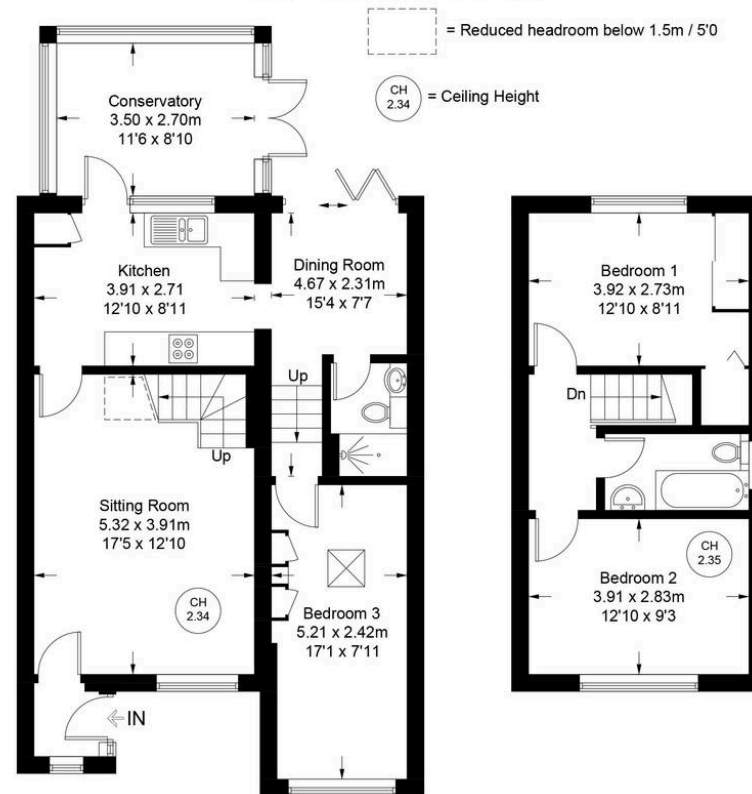 = Reduced headroom below 1.5m / 5'0
CH
2.34
= Ceiling Height
Conservatory
3.50 x 2.70m
11'6 x 8'10
Kitchen
3.91 x 2.71
12'10 x 8'11
Dining Room
4.67 x 2.31m
15'4 x 7'7
Up
Up
Sitting Room
5.32 x 3.91m
17'5 x 12'10
CH
2.34
Bedroom 3
5.21 x 2.42m
17'1 x 7'11
IN
Bedroom 1
3.92 x 2.73m
12'10 x 8'11
Dn
CH
2.35
Bedroom 2
3.91 x 2.83m
12'10 x 9'3